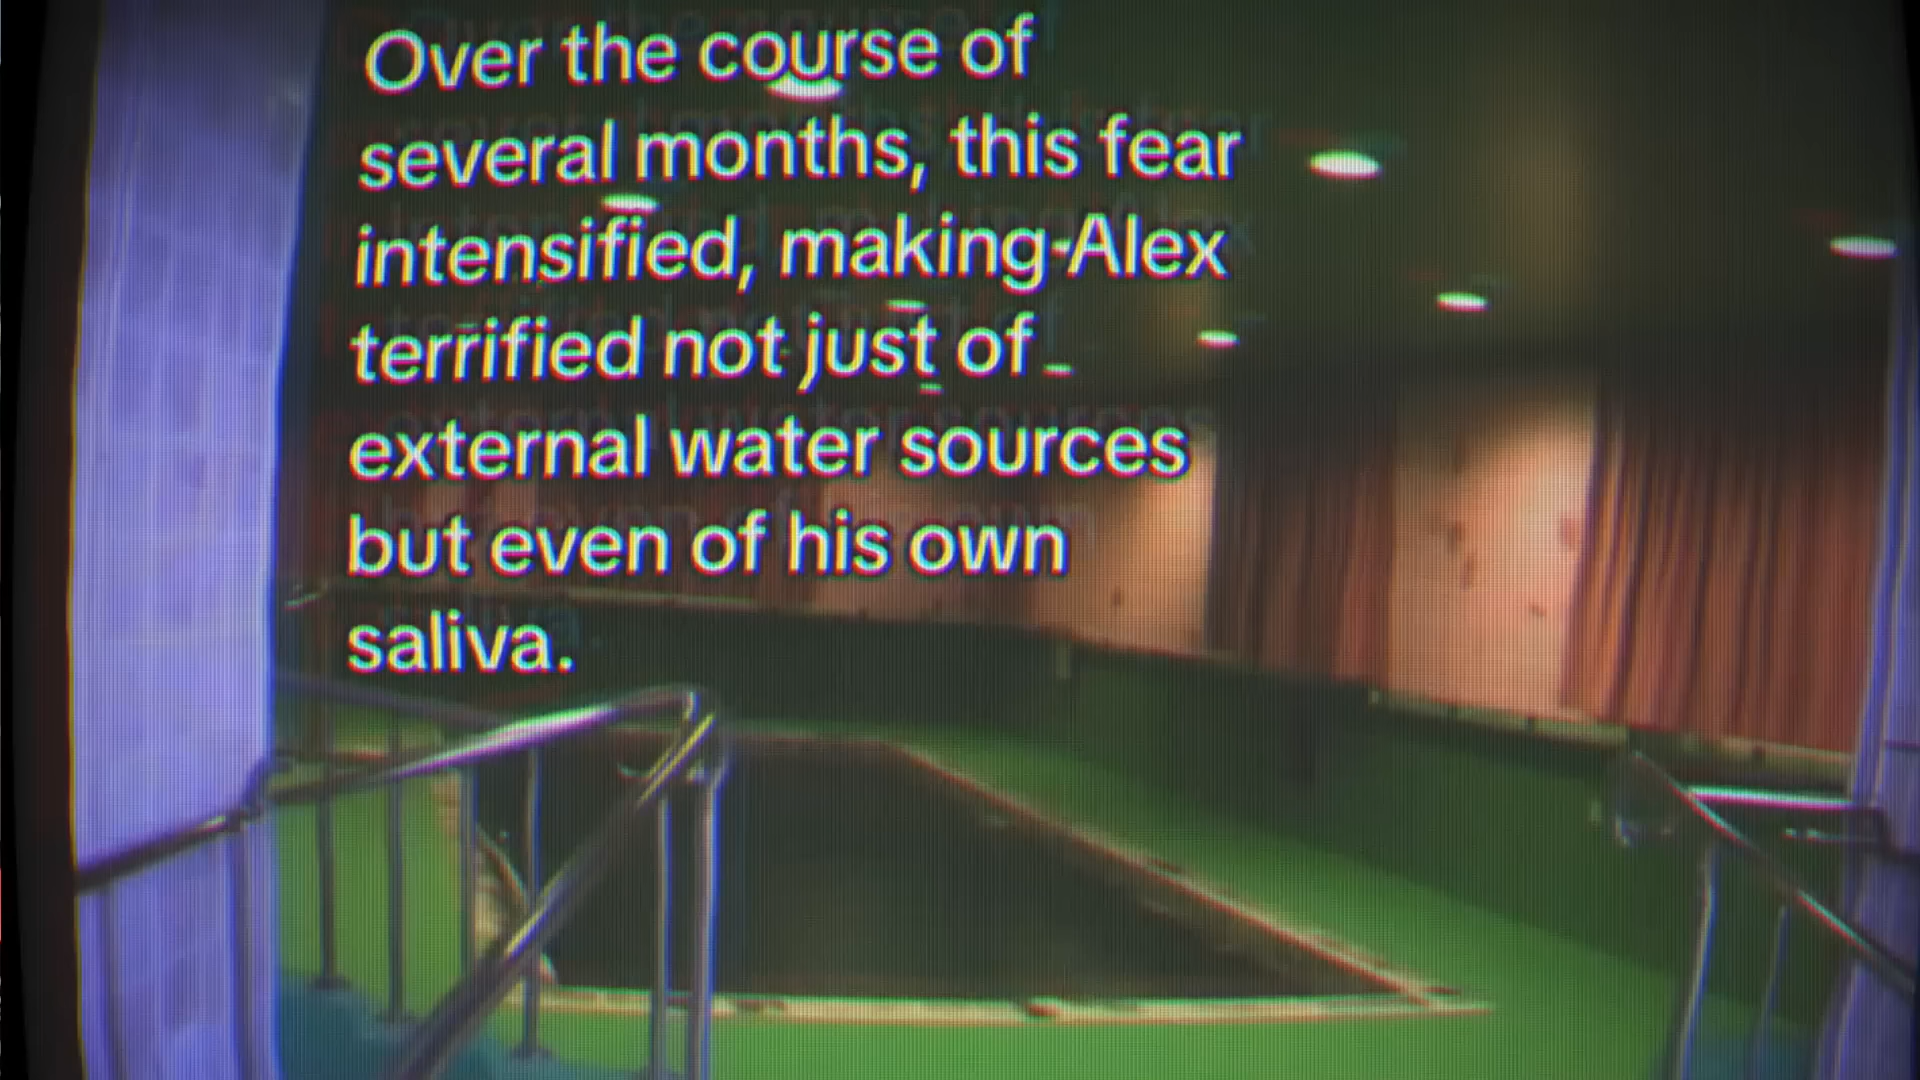 Over the course of
several months, this fear
intensified, making Alex
terrified not just of
external water sources
but even of his own
saliva.